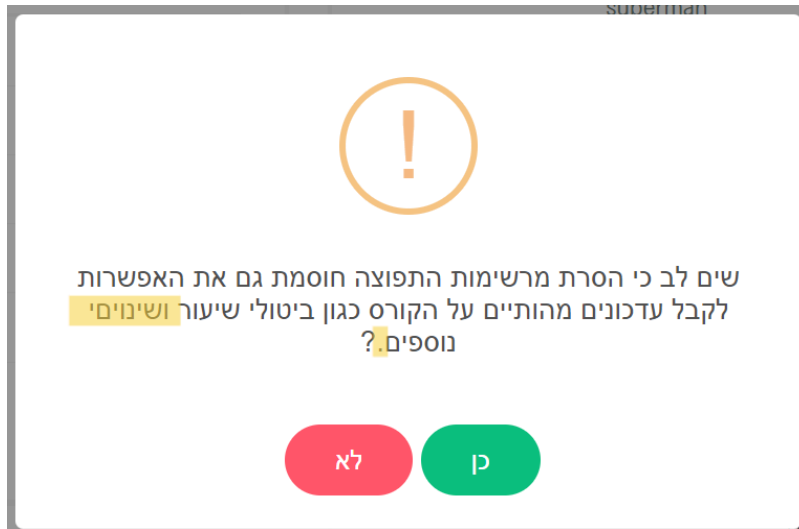 superman
!
שים לב כי הסרת מרשימות התפוצה חוסמת גם את האפשרות
לקבל עדכונים מהותיים על הקורס כגון ביטולי שיעור ושינויםי
נוספים.?
כן
לא